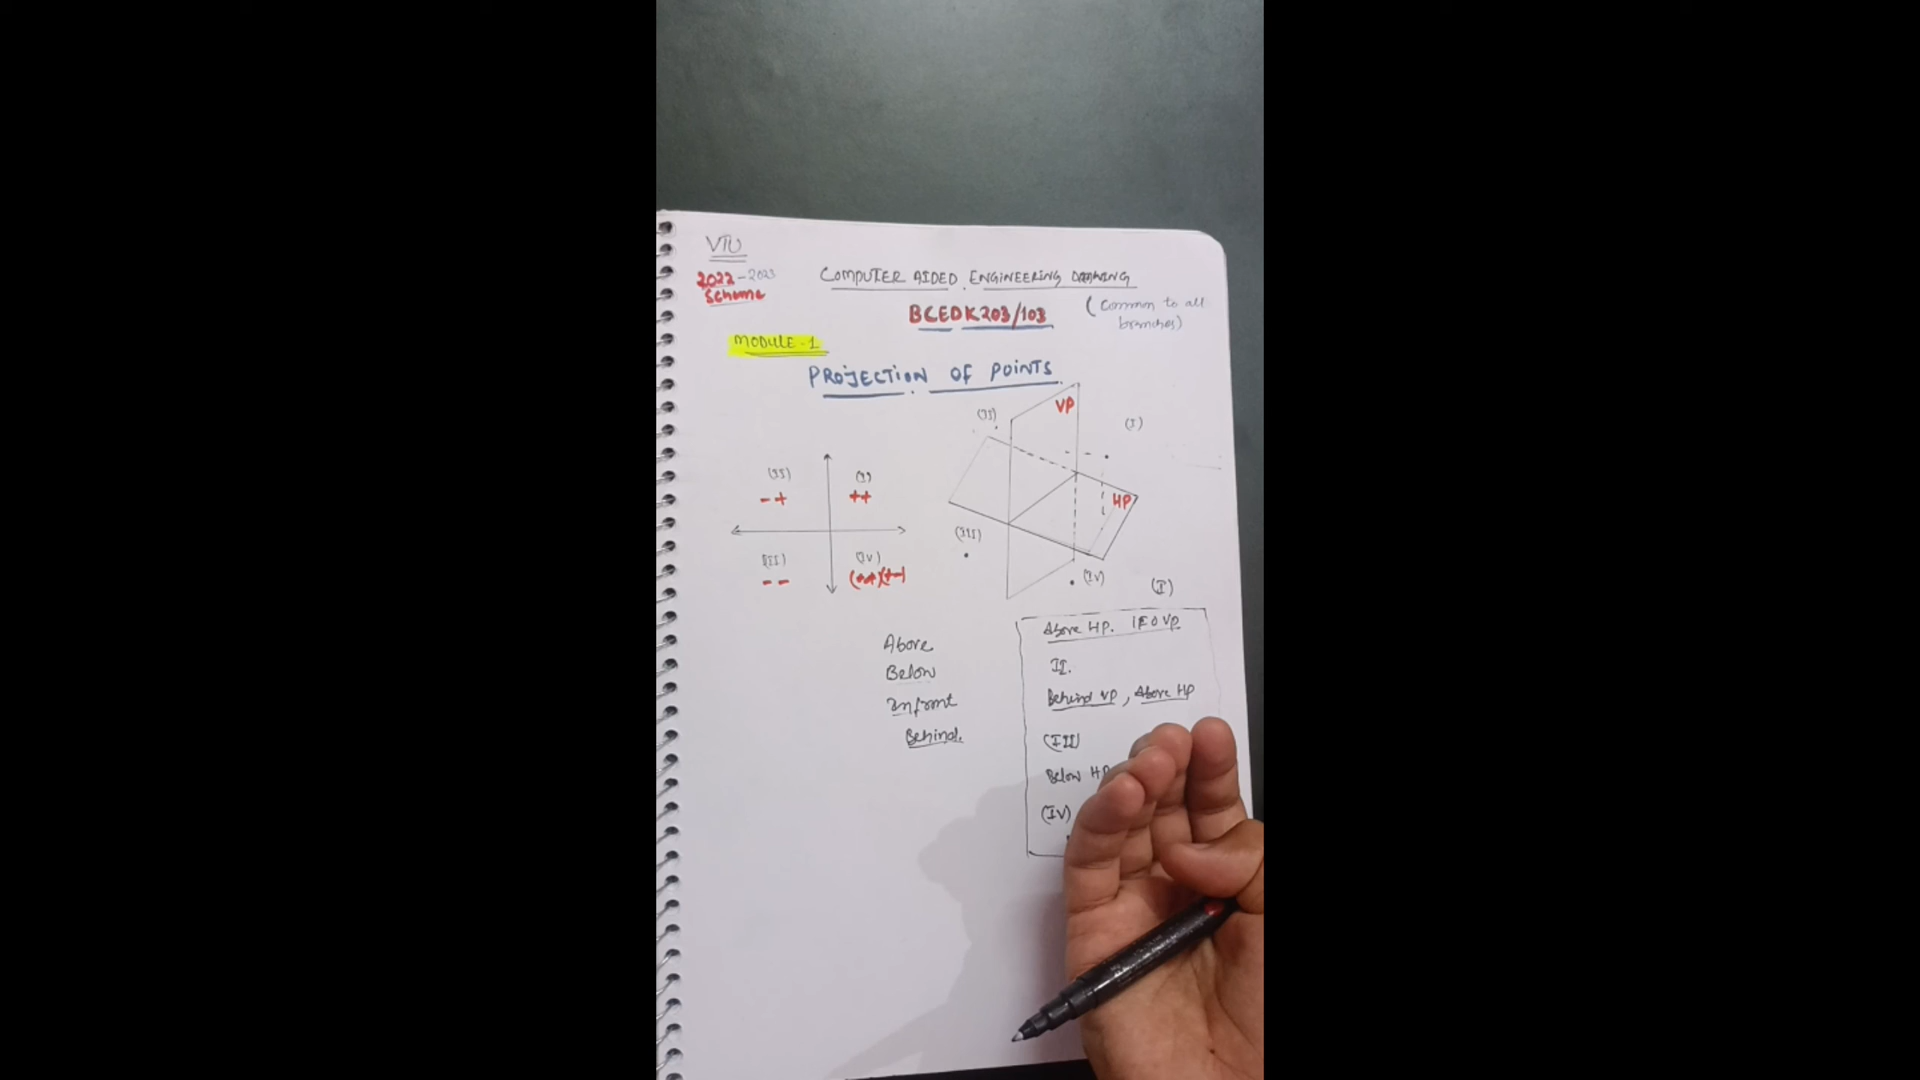 VTU
2022-2023
Scheme
COMPUTER AIDED ENGINEERING DRAWING
BCEDK203/103
(Common to all
branches)
MODULE-1
PROJECTION OF POINTS
VP
(II)
(I)
HP
(III)
(IV)
(II)
(I)
-+
++
(III)
(IV)
--
(+-)
(I)
Above HP. IFO VP
II.
Behind VP, Above HP
(III)
Below HP
(IV)
Above
Below
Infront
Behind.